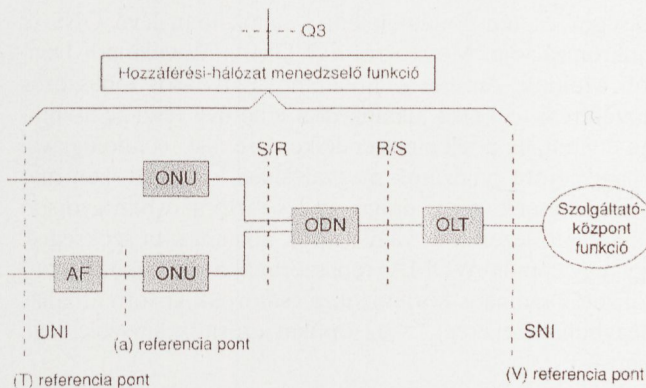 Q3
Hozzáférési-hálózat menedzselő funkció
S/R
R/S
ONU
ODN
OLT
Szolgáltató-
központ
funkció
AF
ONU
UNI
(a) referencia pont
SNI
(T) referencia pont
(V) referencia pont